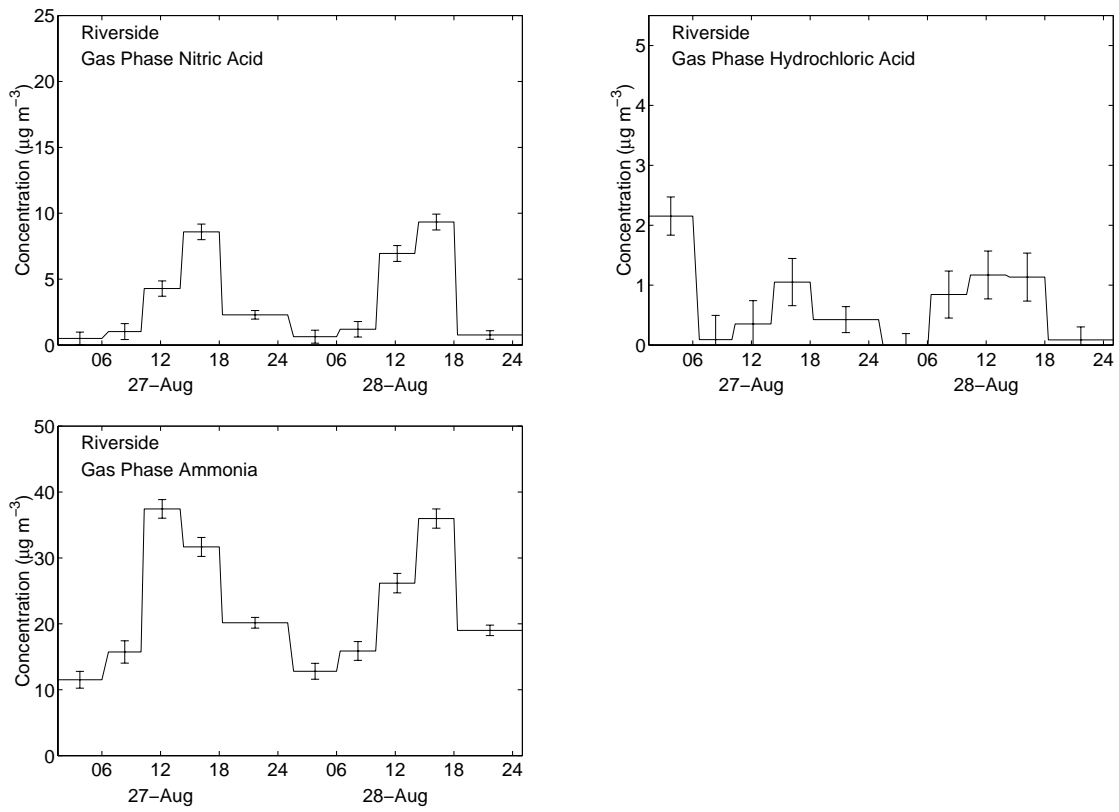 Riverside
Gas Phase Nitric Acid
Concentration (μg m−3)
25
20
15
10
5
0
06 12 18 24 06 12 18 24
27−Aug 28−Aug
Riverside
Gas Phase Hydrochloric Acid
Concentration (μg m−3)
5
4
3
2
1
0
06 12 18 24 06 12 18 24
27−Aug 28−Aug
Riverside
Gas Phase Ammonia
Concentration (μg m−3)
50
40
30
20
10
0
06 12 18 24 06 12 18 24
27−Aug 28−Aug